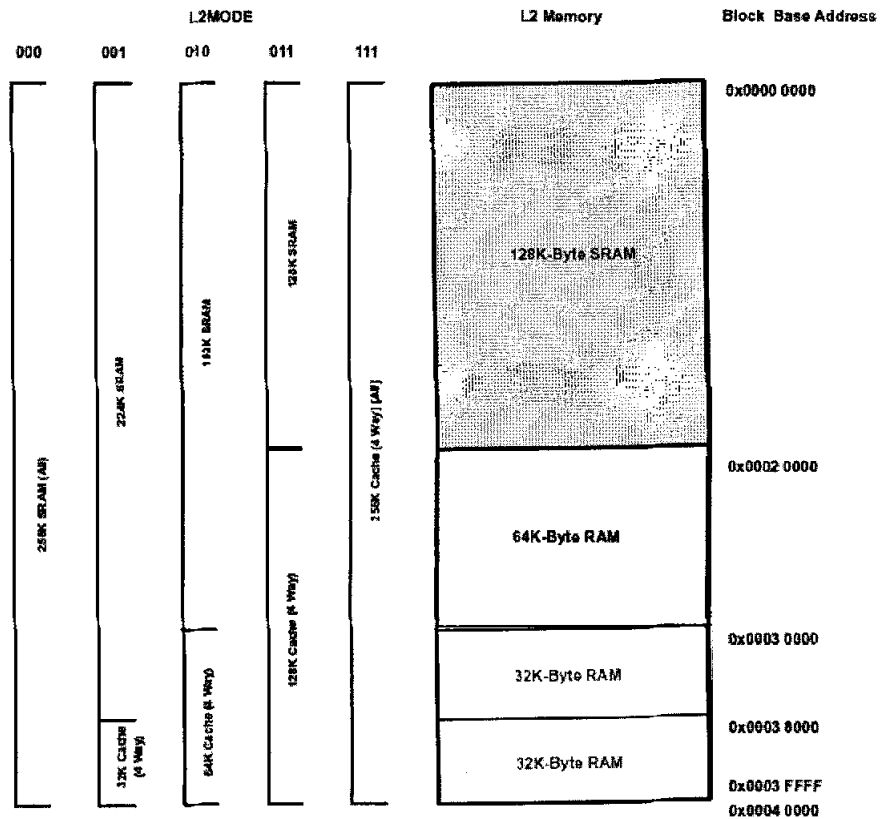 L2MODE
L2 Memory
Block Base Address
000
001
010
011
111
0x0000 0000
256K SRAM (All)
224K SRAM
32K Cache
(4 Way)
192K SRAM
64K Cache (4 Way)
128K SRAM
128K Cache (4 Way)
256K Cache (4 Way) (All)
128K-Byte SRAM
0x0002 0000
64K-Byte RAM
0x0003 0000
32K-Byte RAM
0x0003 8000
32K-Byte RAM
0x0003 FFFF
0x0004 0000